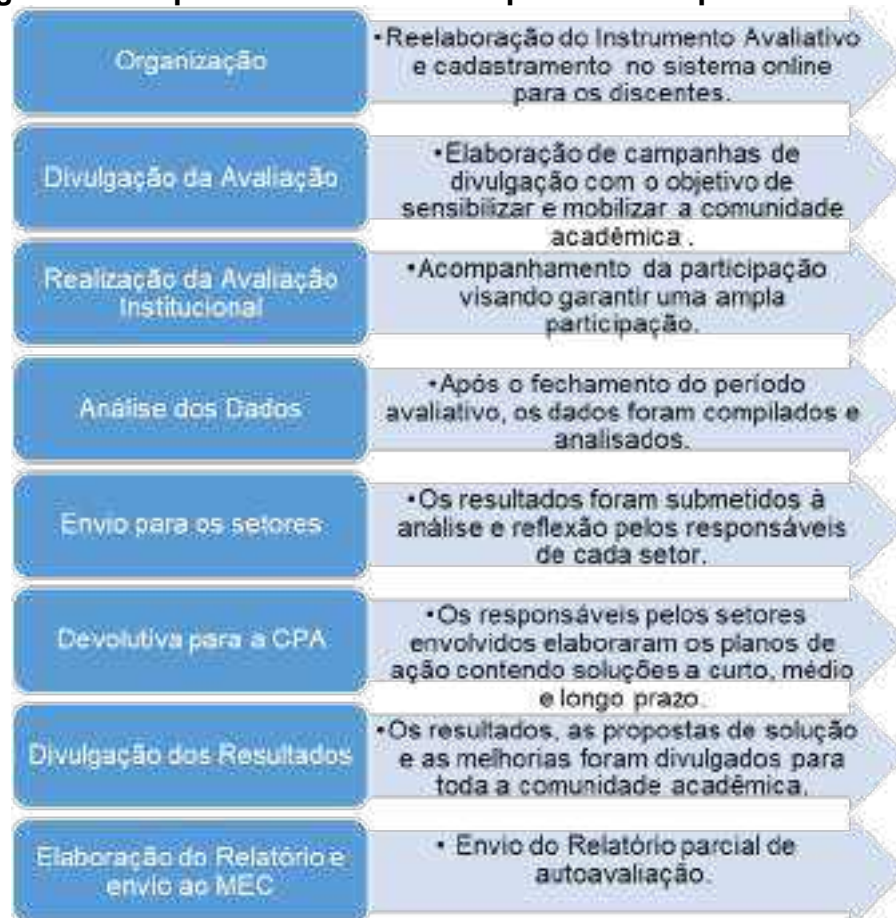 Organização
•Reelaboração do Instrumento Avaliativo
e cadastramento no sistema online
para os discentes.
Divulgação da Avaliação
•Elaboração de campanhas de
divulgação com o objetivo de
sensibilizar e mobilizar a comunidade
acadêmica .
Realização da Avaliação
Institucional
•Acompanhamento da participação
visando garantir uma ampla
participação.
Análise dos Dados
•Após o fechamento do período
avaliativo, os dados foram compilados e
analisados.
Envio para os setores
•Os resultados foram submetidos à
análise e reflexão pelos responsáveis
de cada setor.
Devolutiva para a CPA
•Os responsáveis pelos setores
envolvidos elaboraram os planos de
ação contendo soluções a curto, médio
e longo prazo.
Divulgação dos Resultados
•Os resultados, as propostas de solução
e as melhorias foram divulgados para
toda a comunidade acadêmica.
Elaboração do Relatório e
envio ao MEC
• Envio do Relatório parcial de
autoavaliação.